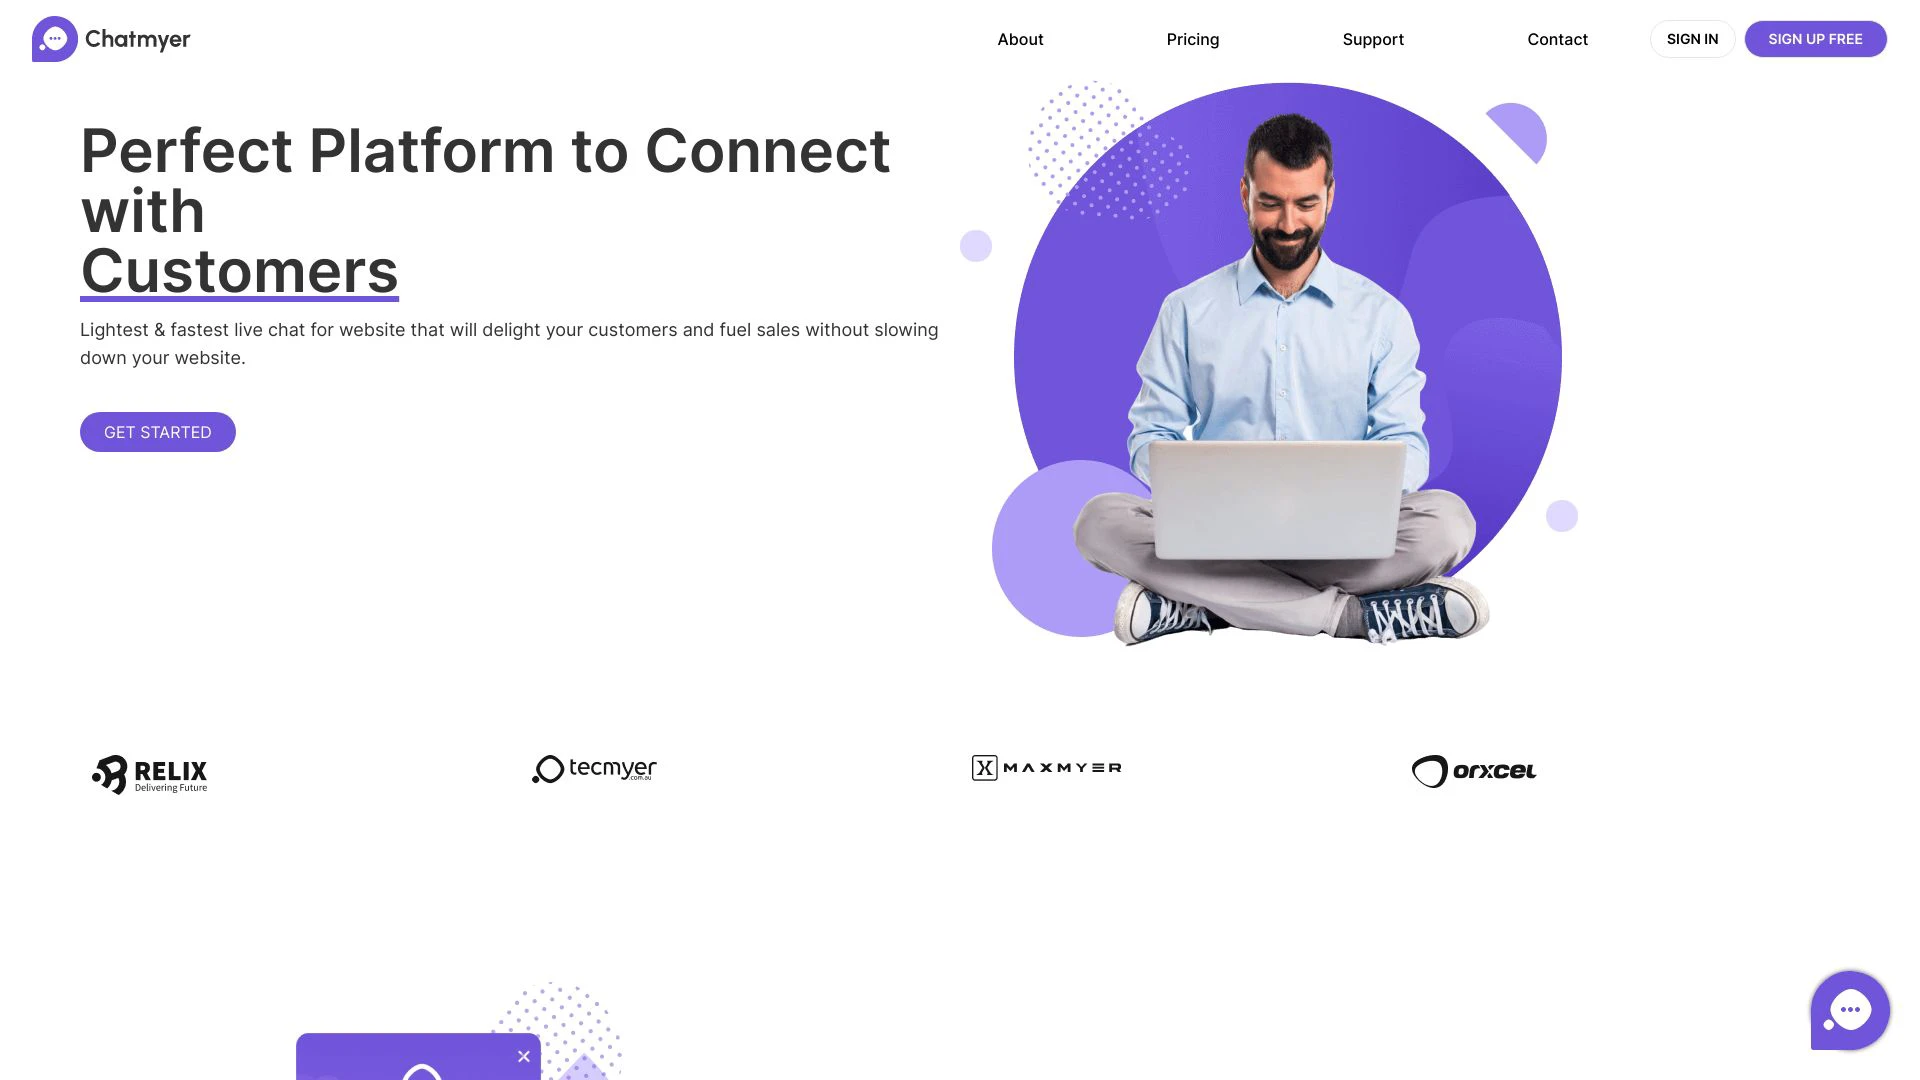 Chatmyer
About
Pricing
Support
Contact
SIGN IN
SIGN UP FREE
Perfect Platform to Connect
with
Customers
Lightest & fastest live chat for website that will delight your customers and fuel sales without slowing
down your website.
GET STARTED
RELIX
Delivering Future
tecmyer
.com.au
MAXMYER
orxcel